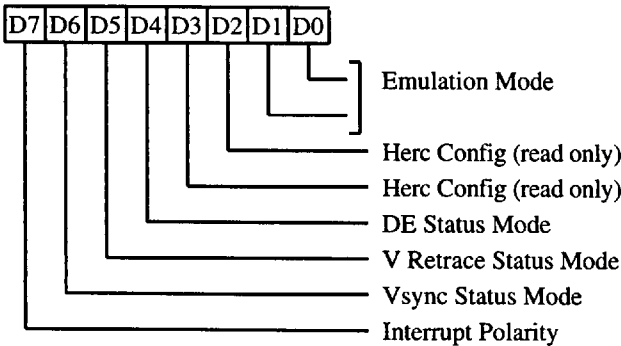 D7 D6 D5 D4 D3 D2 D1 D0
Emulation Mode
Herc Config (read only)
Herc Config (read only)
DE Status Mode
V Retrace Status Mode
Vsync Status Mode
Interrupt Polarity